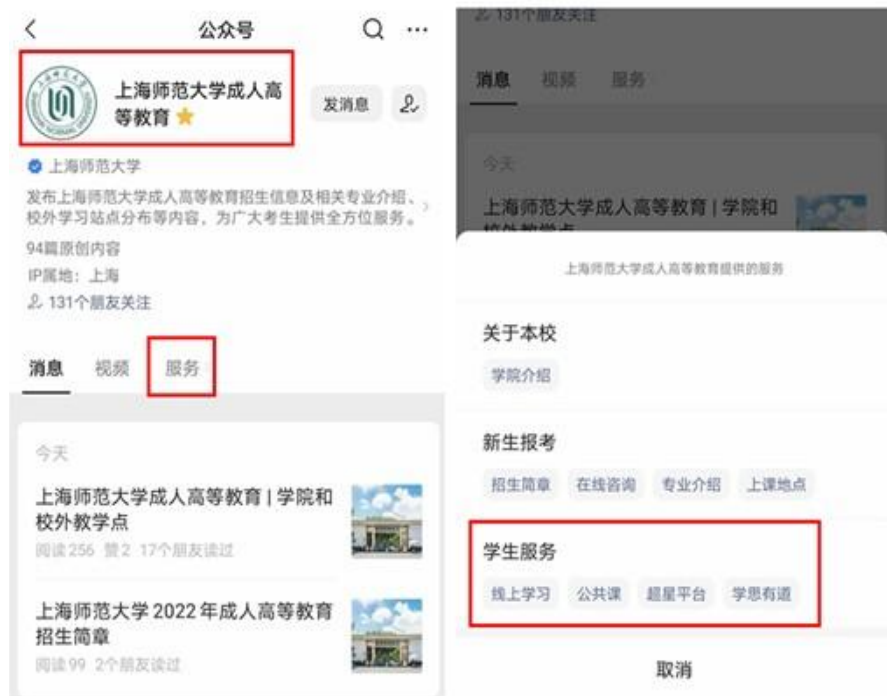 公众号
上海师范大学成人高
等教育
发消息
上海师范大学
发布上海师范大学成人高等教育招生信息及相关专业介绍、
校外学习站点分布等内容，为广大考生提供全方位服务。
94篇原创内容
IP属地：上海
131个朋友关注
消息 视频 服务
今天
上海师范大学成人高等教育 | 学院和
校外教学点
阅读 256 赞 2 17个朋友读过
上海师范大学 2022 年成人高等教育
招生简章
阅读 99 2个朋友读过
131个朋友关注
消息 视频 服务
今天
上海师范大学成人高等教育 | 学院和
校外教学点
上海师范大学成人高等教育提供的服务
关于本校
学院介绍
新生报考
招生简章 在线咨询 专业介绍 上课地点
学生服务
线上学习 公共课 超星平台 学思有道
取消